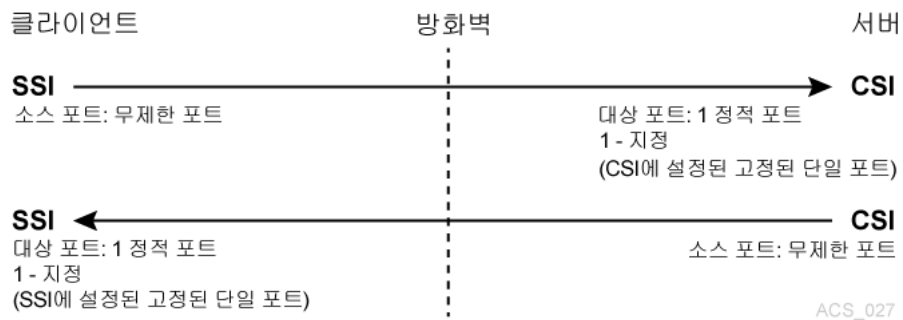 클라이언트 방화벽 서버
SSI CSI
소스 포트: 무제한 포트
대상 포트: 1 정적 포트
1 - 지정
(CSI에 설정된 고정된 단일 포트)
SSI CSI
대상 포트: 1 정적 포트
1 - 지정
(SSI에 설정된 고정된 단일 포트)
소스 포트: 무제한 포트
ACS_027